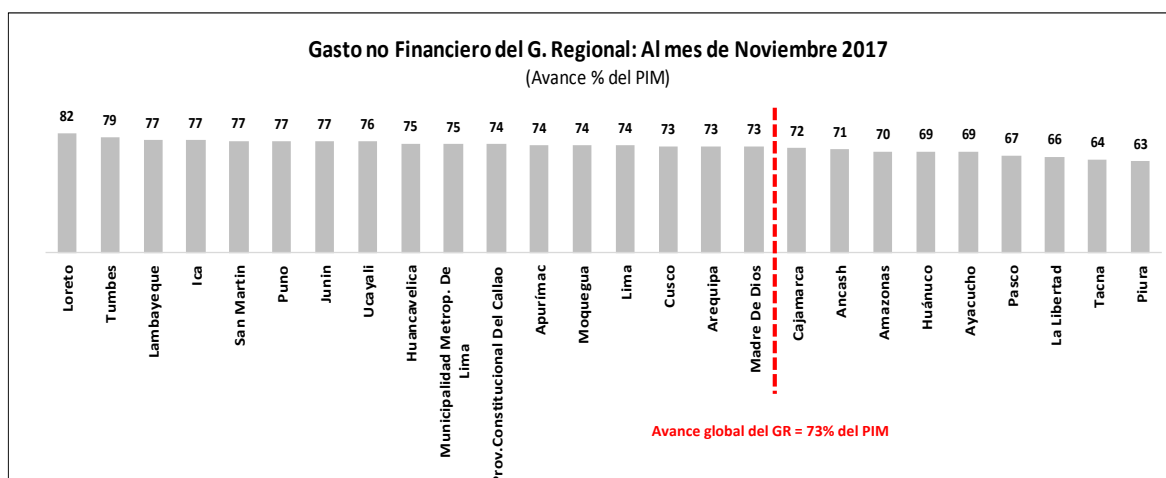 Gasto no Financiero del G. Regional: Al mes de Noviembre 2017
(Avance % del PIM)
82
79
77
77
77
77
77
76
75
75
74
74
74
74
73
73
73
72
71
70
69
69
67
66
64
63
Loreto
Tumbes
Lambayeque
Ica
San Martin
Puno
Junin
Ucayali
Huancavelica
Municipalidad Metrop. De
Lima
Prov.Constitucional Del Callao
Apurímac
Moquegua
Lima
Cusco
Arequipa
Madre De Dios
Cajamarca
Ancash
Amazonas
Huánuco
Ayacucho
Pasco
La Libertad
Tacna
Piura
Avance global del GR = 73% del PIM